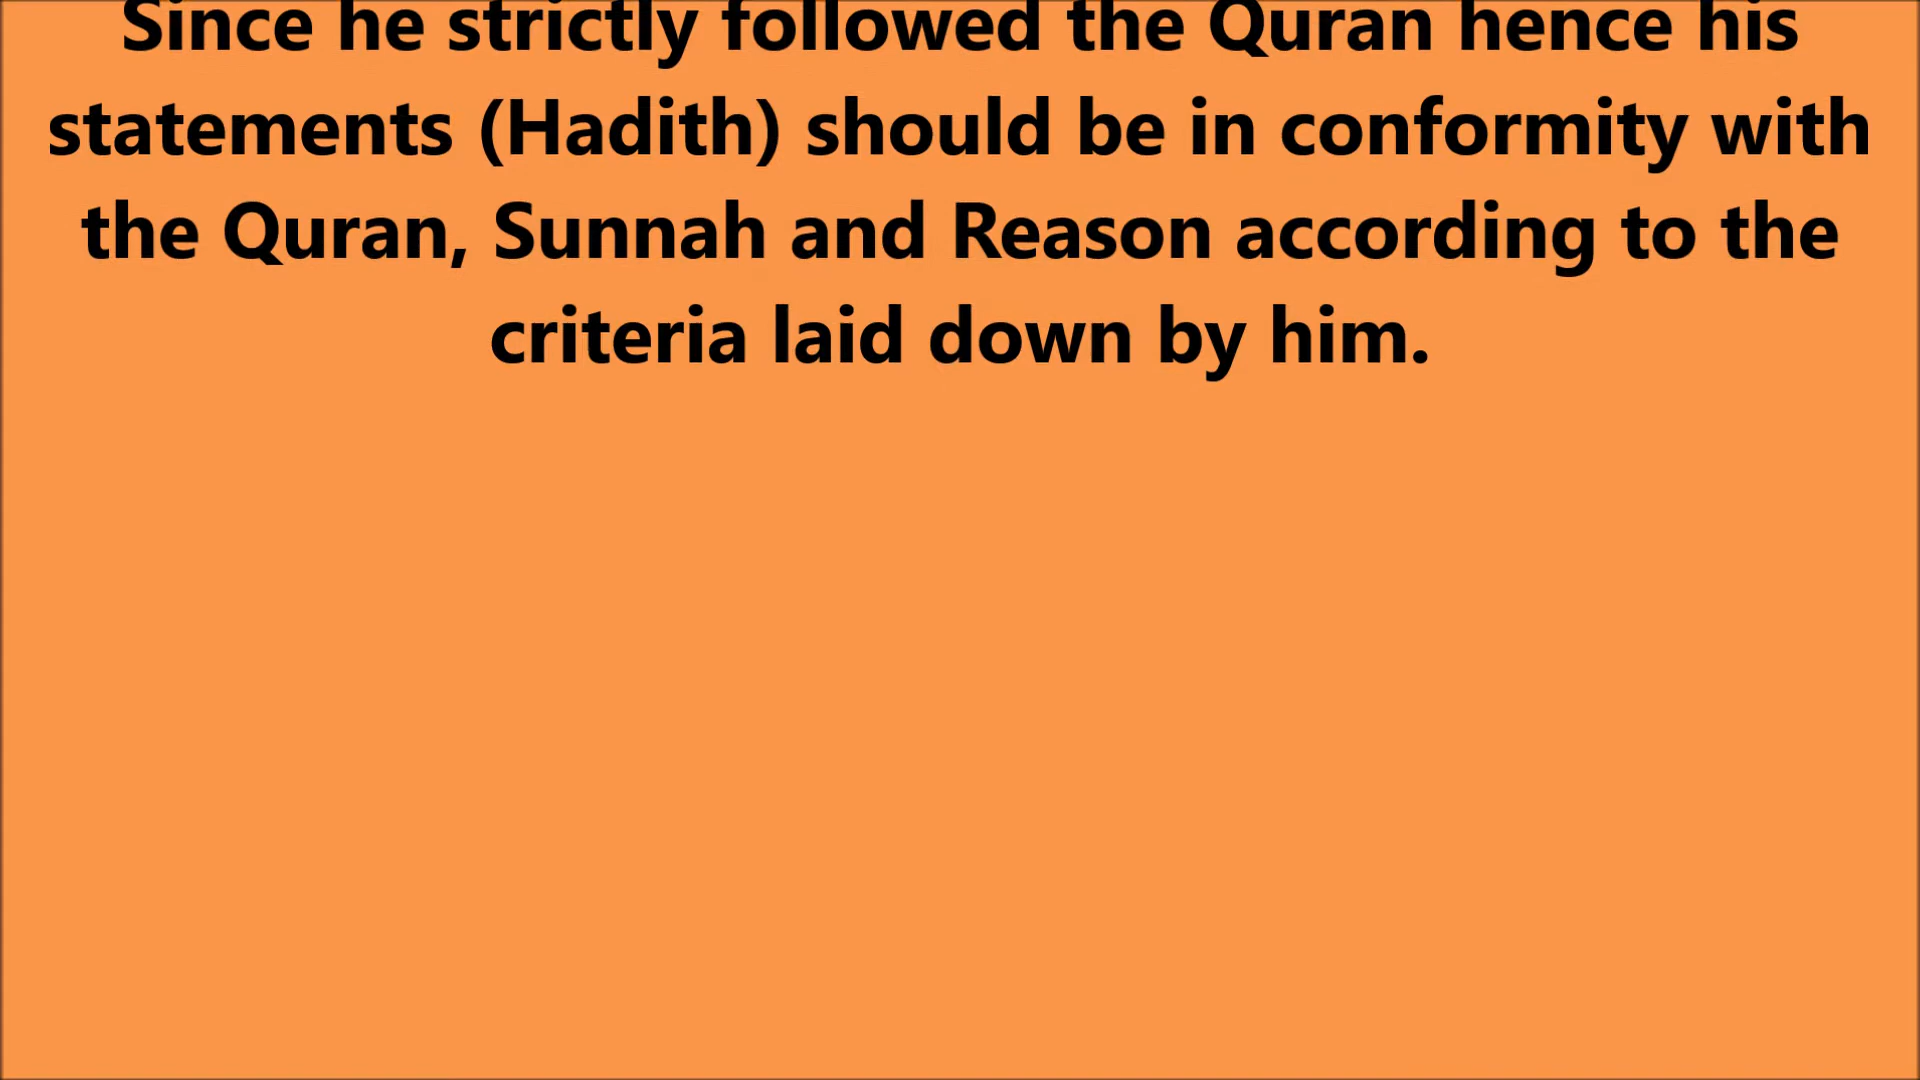 Since he strictly followed the Quran hence his
statements (Hadith) should be in conformity with
the Quran, Sunnah and Reason according to the
criteria laid down by him.